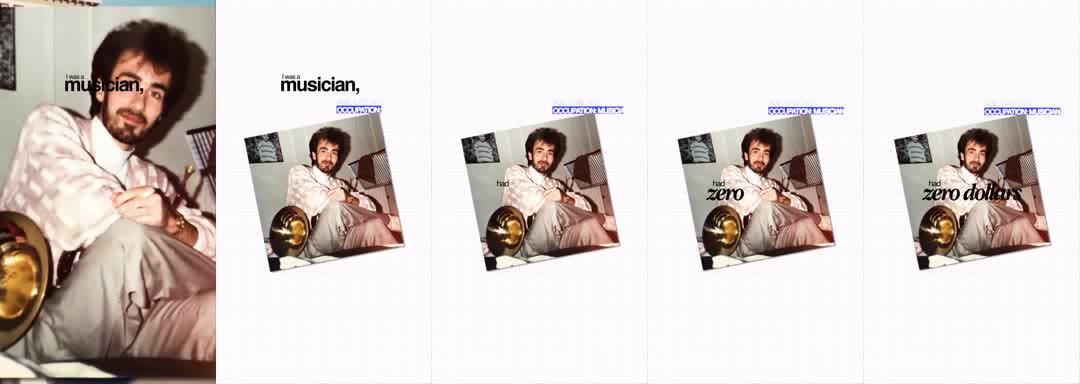 I was a
musician,
I was a
musician,
OCCUPATION:
OCCUPATION: MUSICIAN
had
OCCUPATION: MUSICIAN
had
zero
OCCUPATION: MUSICIAN
had
zero dollars